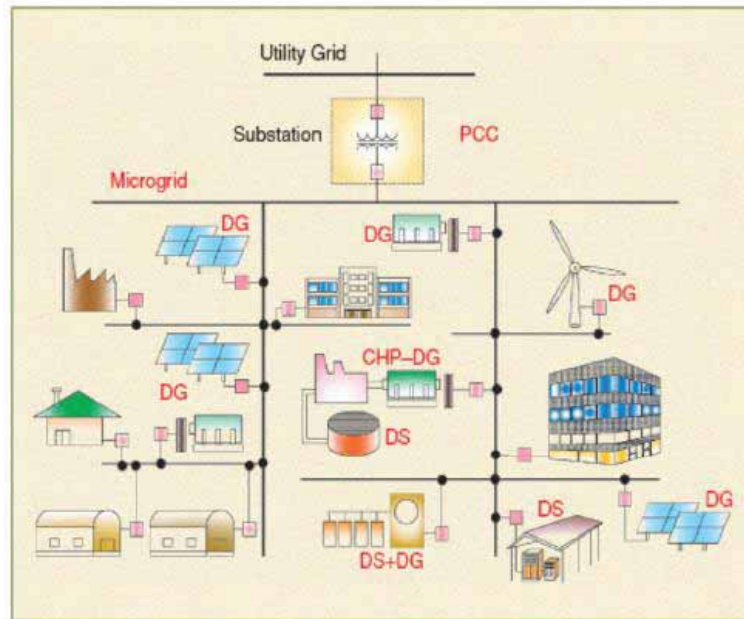 Utility Grid
Substation
PCC
Microgrid
DG
DG
DG
DG
CHP–DG
DS
DS
DG
DS+DG